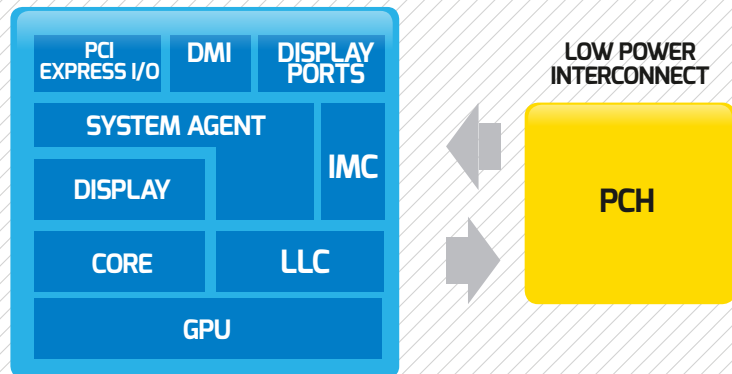 PCI
EXPRESS I/O
DMI
DISPLAY
PORTS
LOW POWER
INTERCONNECT
SYSTEM AGENT
IMC
DISPLAY
PCH
CORE
LLC
GPU